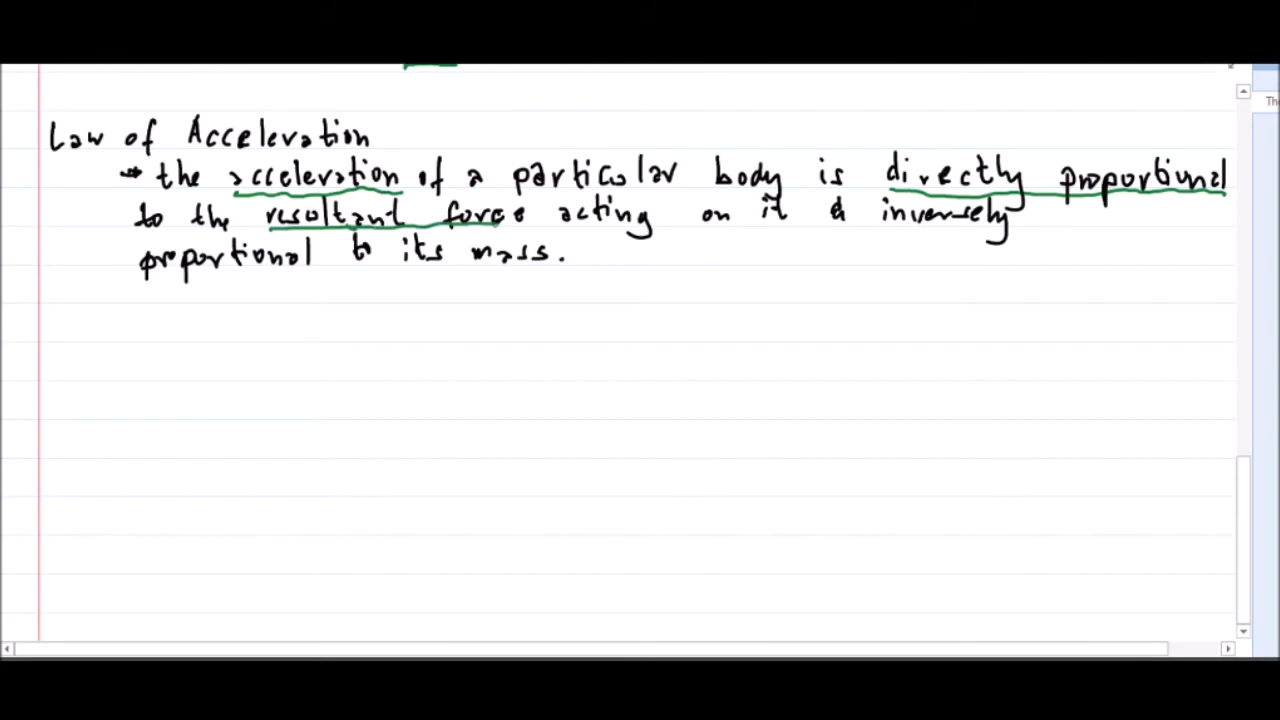 Law of Acceleration
→ the acceleration of a particular body is directly proportional
to the resultant force acting on it & inversely
proportional to its mass.
Th